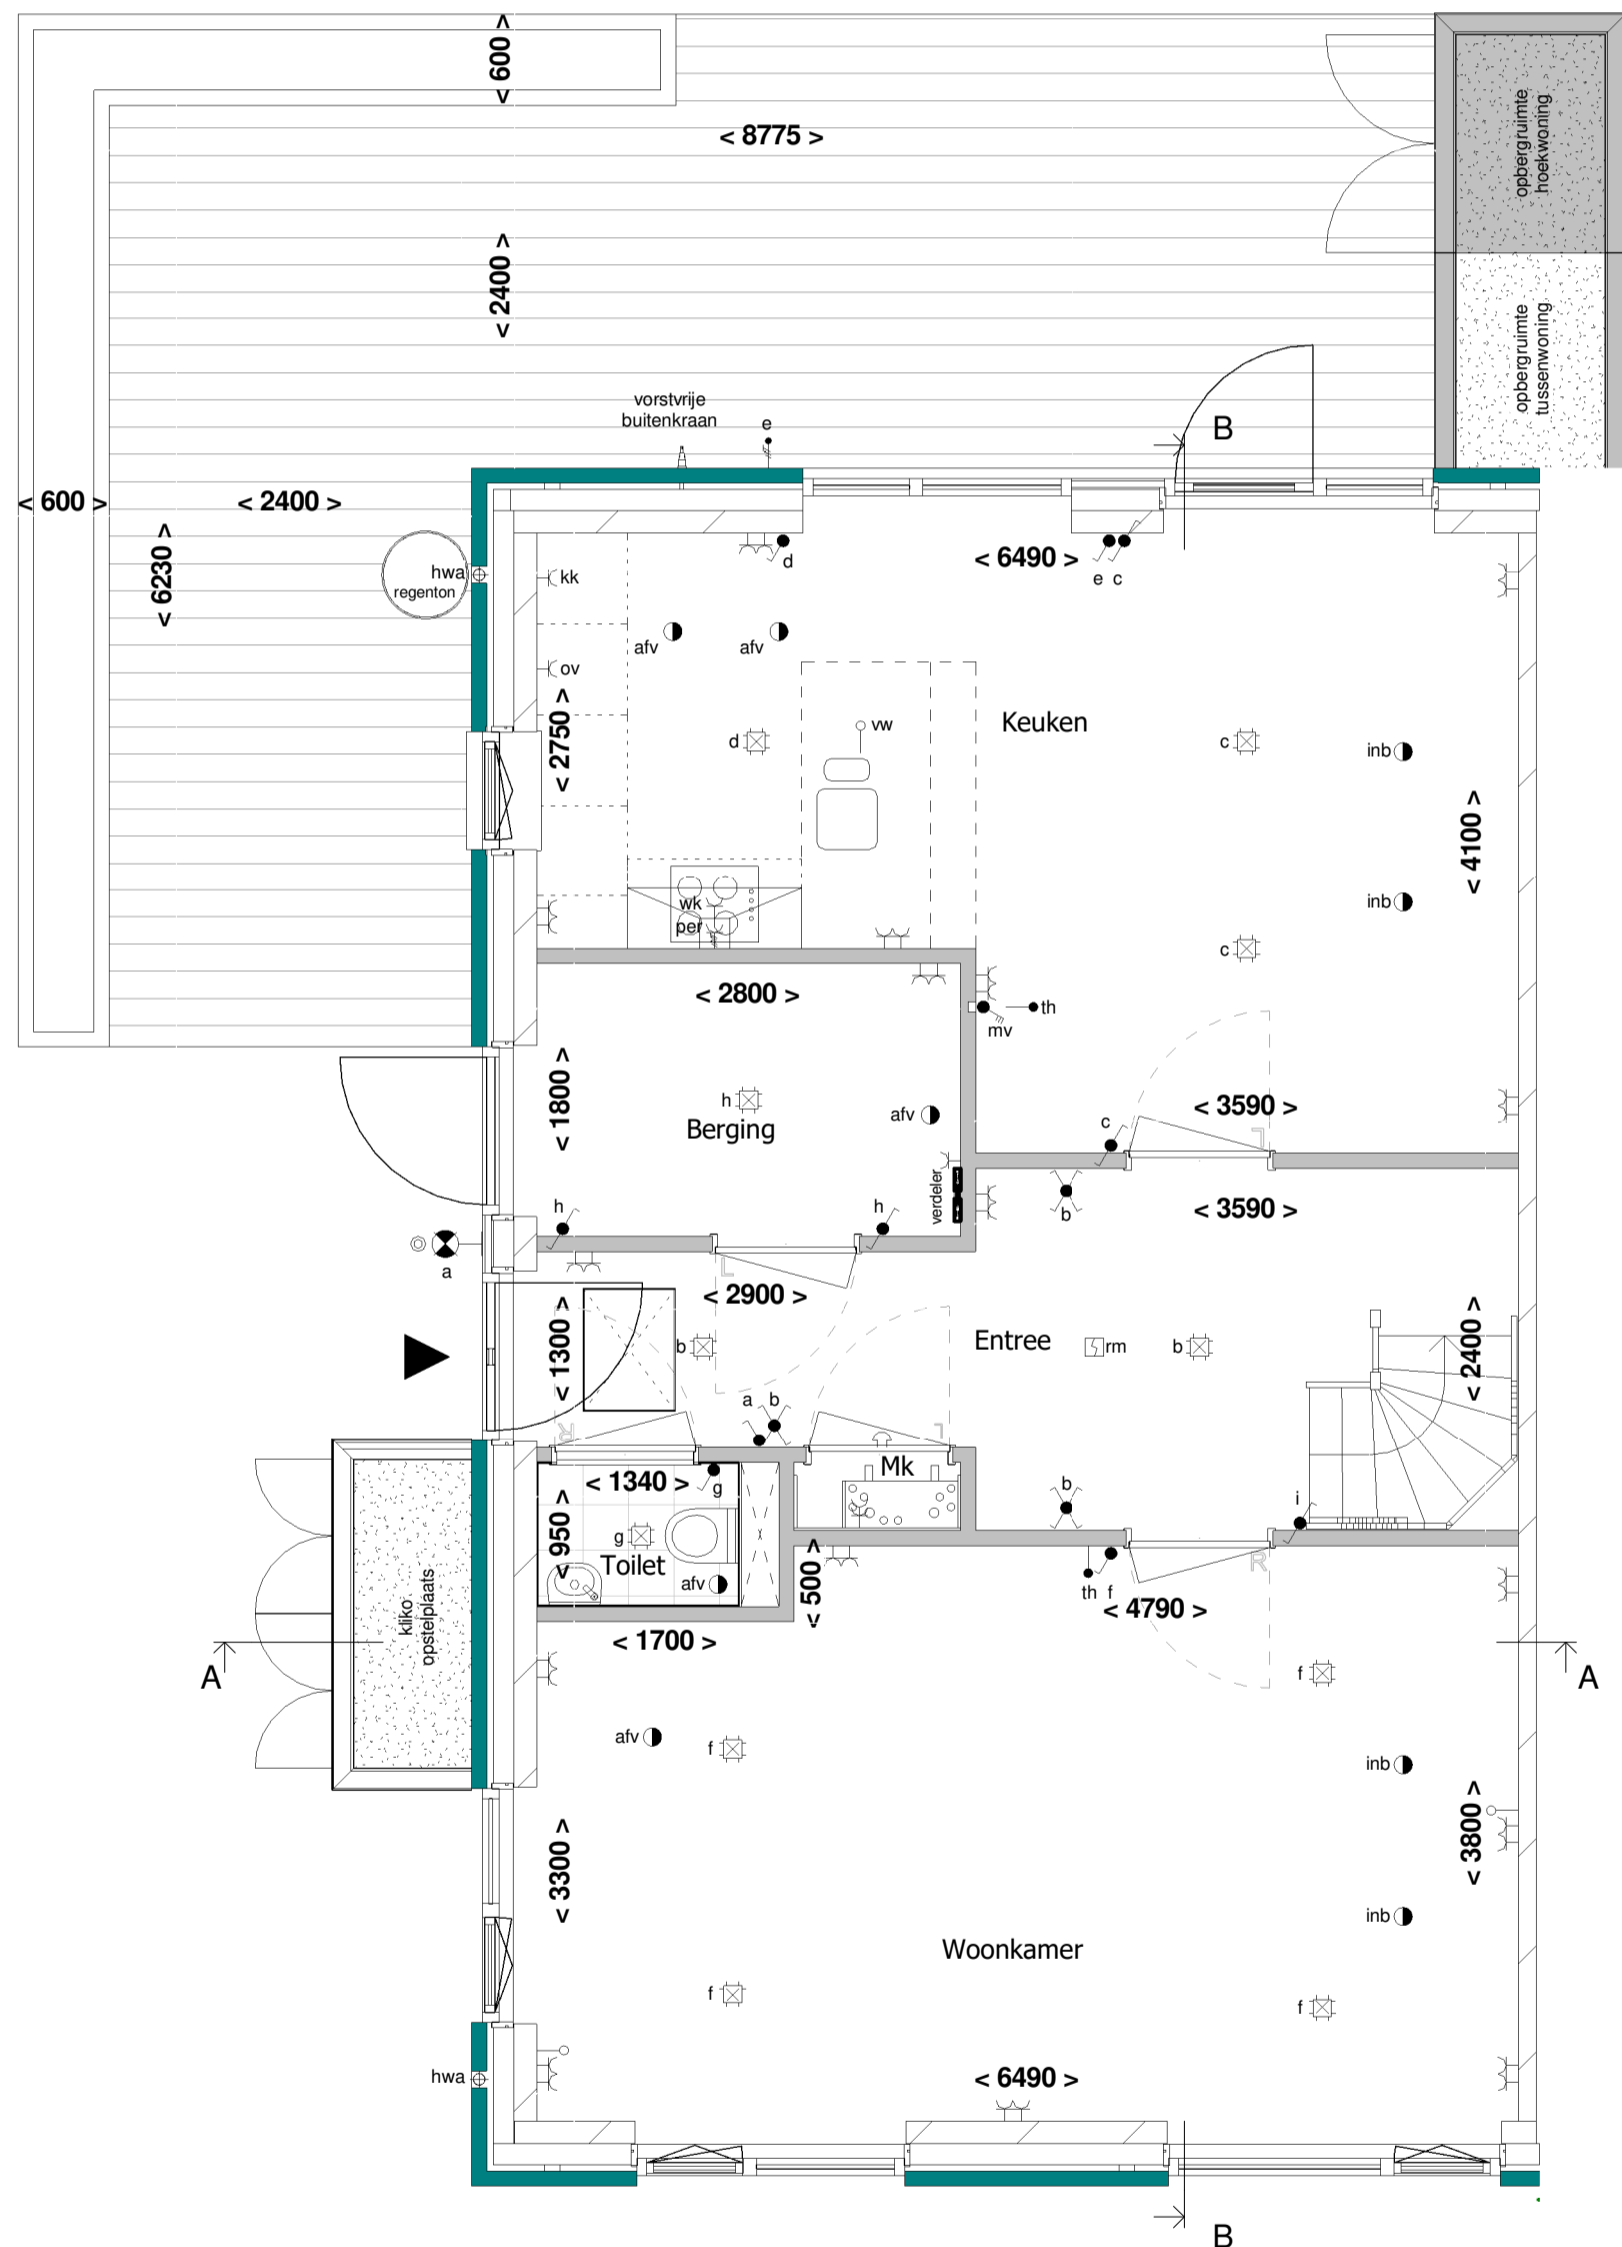 < 600 >
< 8775 >
opbergruimte
hoekwoning
< 2400 >
opbergruimte
tussenwoning
vorstvrije
buitenkraan
e
B
< 600 >
< 2400 >
< 6230 >
hwa
regenton
kk
d
< 6490 >
e c
afv
afv
ov
< 2750 >
d
vw
Keuken
c
inb
< 4100 >
inb
wk
per
c
< 2800 >
th
mv
< 1800 >
h
Berging
afv
c
< 3590 >
L
verdeler
h
h
b
< 3590 >
a
L
< 2900 >
< 1300 >
b
Entree
rm
b
< 2400 >
a b
R
L
Mk
< 1340 >
g
b
i
< 950 >
g
Toilet
afv
< 500 >
th f
R
< 4790 >
kliko
opstelplaats
< 1700 >
A
A
f
afv
f
inb
< 3300 >
< 3800 >
inb
Woonkamer
f
f
hwa
< 6490 >
B